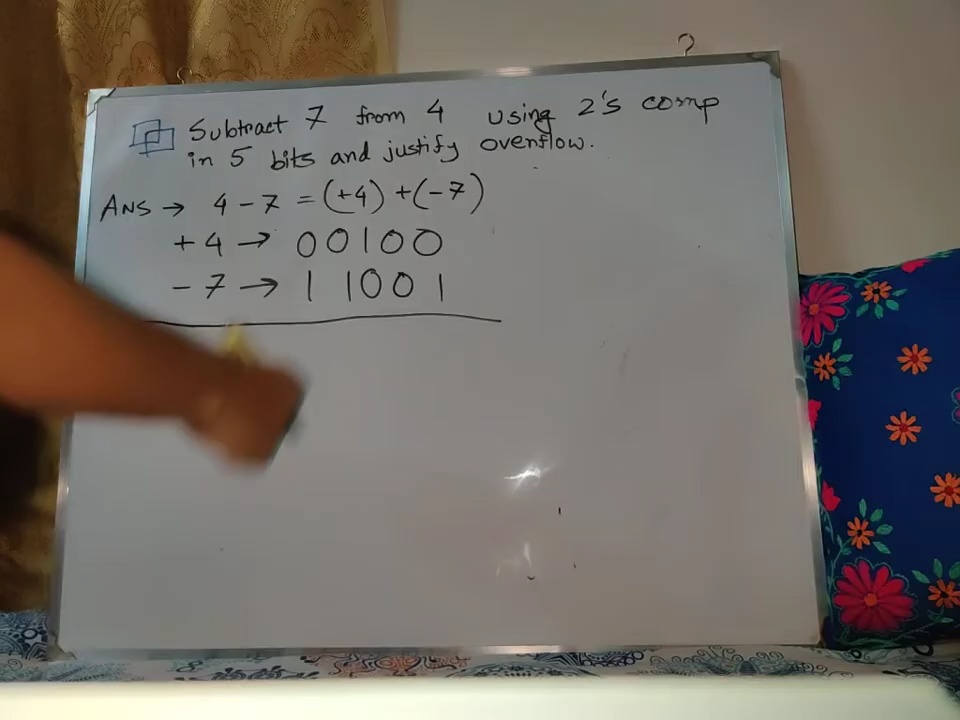 Subtract 7 from 4 using 2's comp
in 5 bits and justify overflow.
Ans → 4 - 7 = (+4) + (-7)
+4 → 00100
-7 → 11001